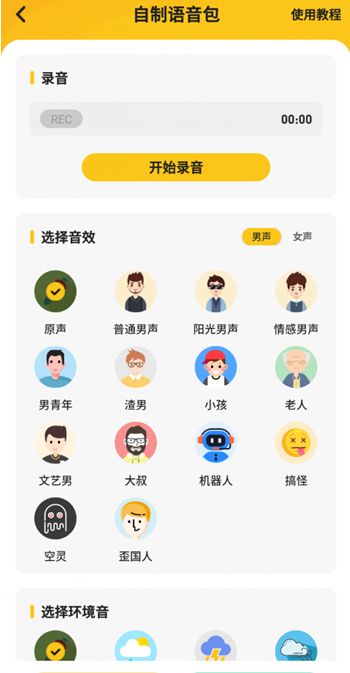 自制语音包 使用教程
录音
REC 00:00
开始录音
选择音效 男声 女声
原声 普通男声 阳光男声 情感男声
男青年 渣男 小孩 老人
文艺男 大叔 机器人 搞怪
空灵 歪国人
选择环境音